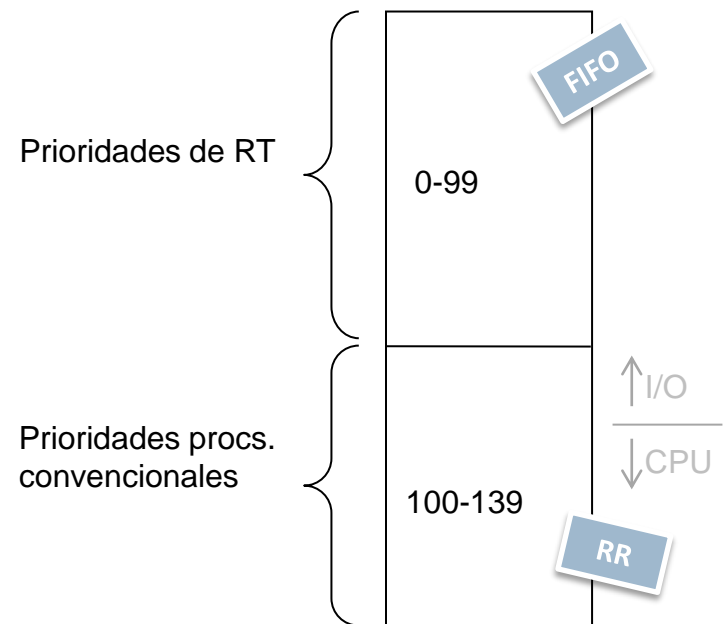 FIFO
Prioridades de RT
0-99
I/O
Prioridades procs.
convencionales
CPU
100-139
RR